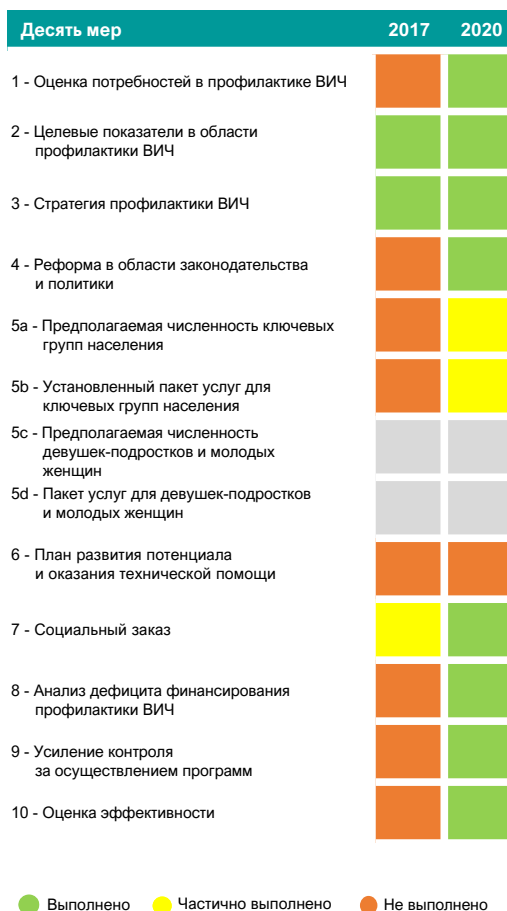 Десять мер 2017 2020
1 - Оценка потребностей в профилактике ВИЧ
2 - Целевые показатели в области
профилактики ВИЧ
3 - Стратегия профилактики ВИЧ
4 - Реформа в области законодательства
и политики
5a - Предполагаемая численность ключевых
групп населения
5b - Установленный пакет услуг для
ключевых групп населения
5c - Предполагаемая численность
девушек-подростков и молодых
женщин
5d - Пакет услуг для девушек-подростков
и молодых женщин
6 - План развития потенциала
и оказания технической помощи
7 - Социальный заказ
8 - Анализ дефицита финансирования
профилактики ВИЧ
9 - Усиление контроля
за осуществлением программ
10 - Оценка эффективности
Выполнено Частично выполнено Не выполнено